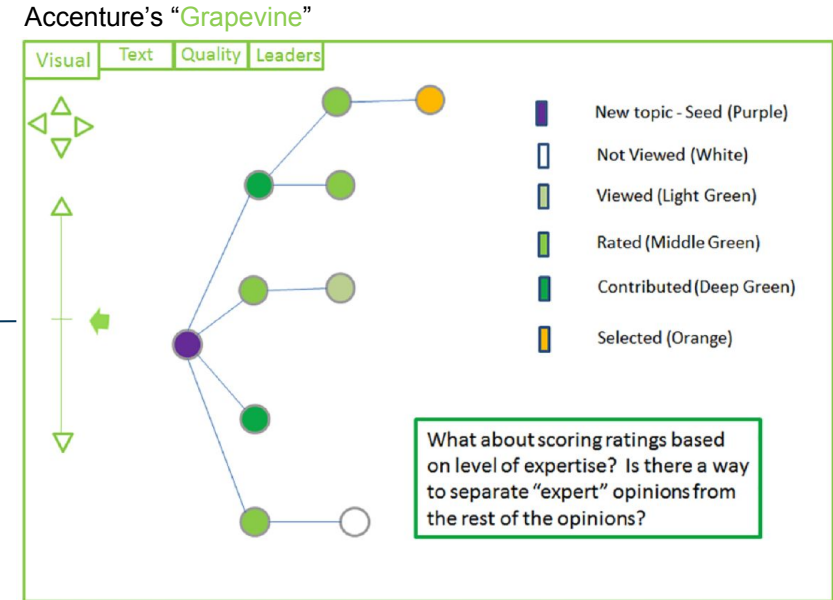 Accenture's “Grapevine”
Visual Text Quality Leaders
New topic - Seed (Purple)
Not Viewed (White)
Viewed (Light Green)
Rated (Middle Green)
Contributed (Deep Green)
Selected (Orange)
What about scoring ratings based
on level of expertise? Is there a way
to separate “expert” opinions from
the rest of the opinions?